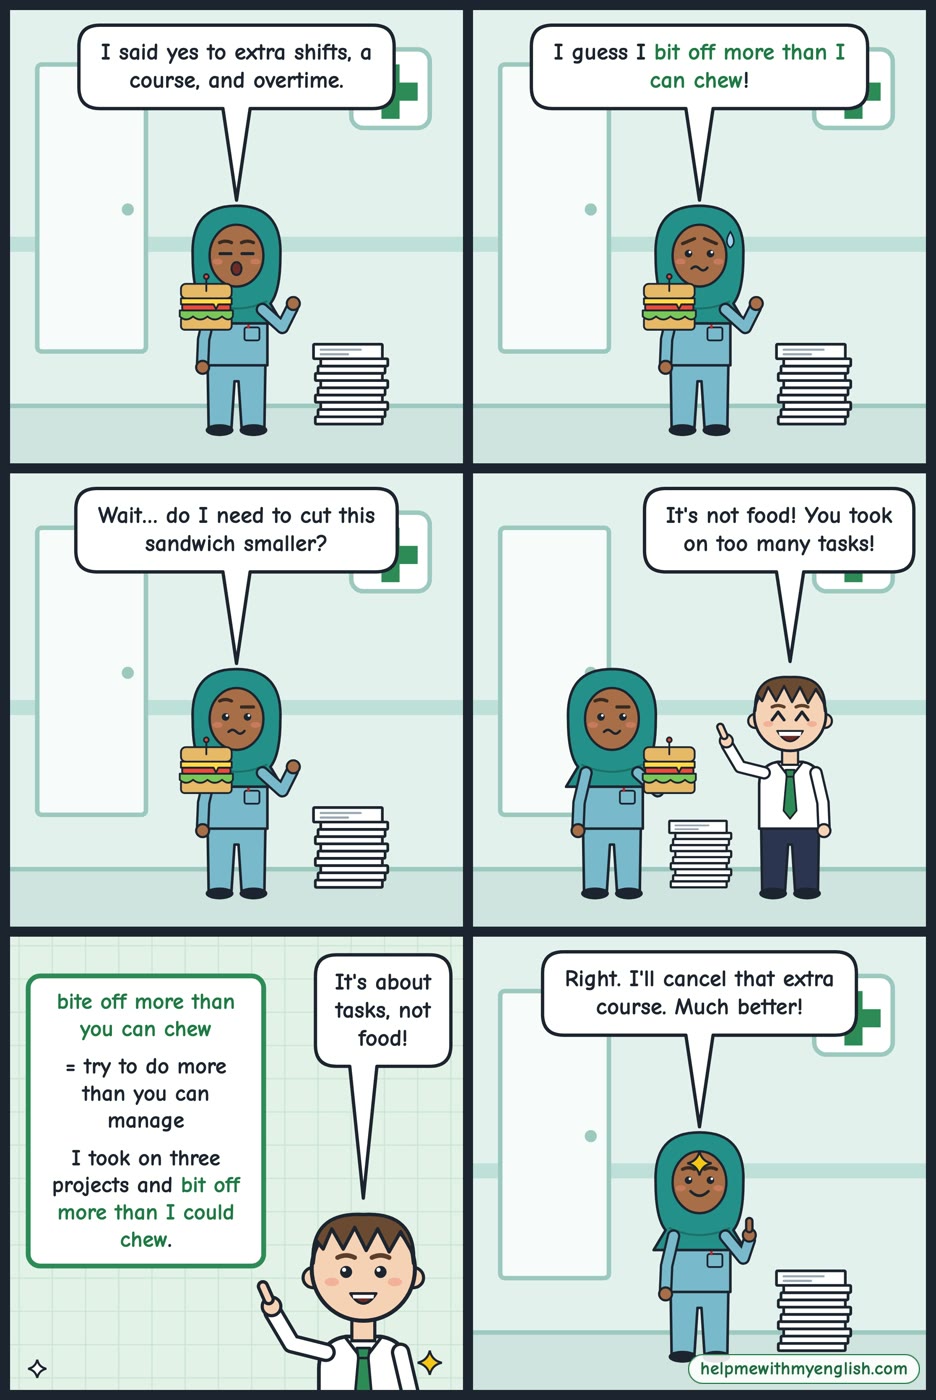 I said yes to extra shifts, a
course, and overtime.
I guess I bit off more than I
can chew!
Wait... do I need to cut this
sandwich smaller?
It's not food! You took
on too many tasks!
bite off more than
you can chew
= try to do more
than you can
manage
I took on three
projects and bit off
more than I could
chew.
It's about
tasks, not
food!
Right. I'll cancel that extra
course. Much better!
helpmewithmyenglish.com